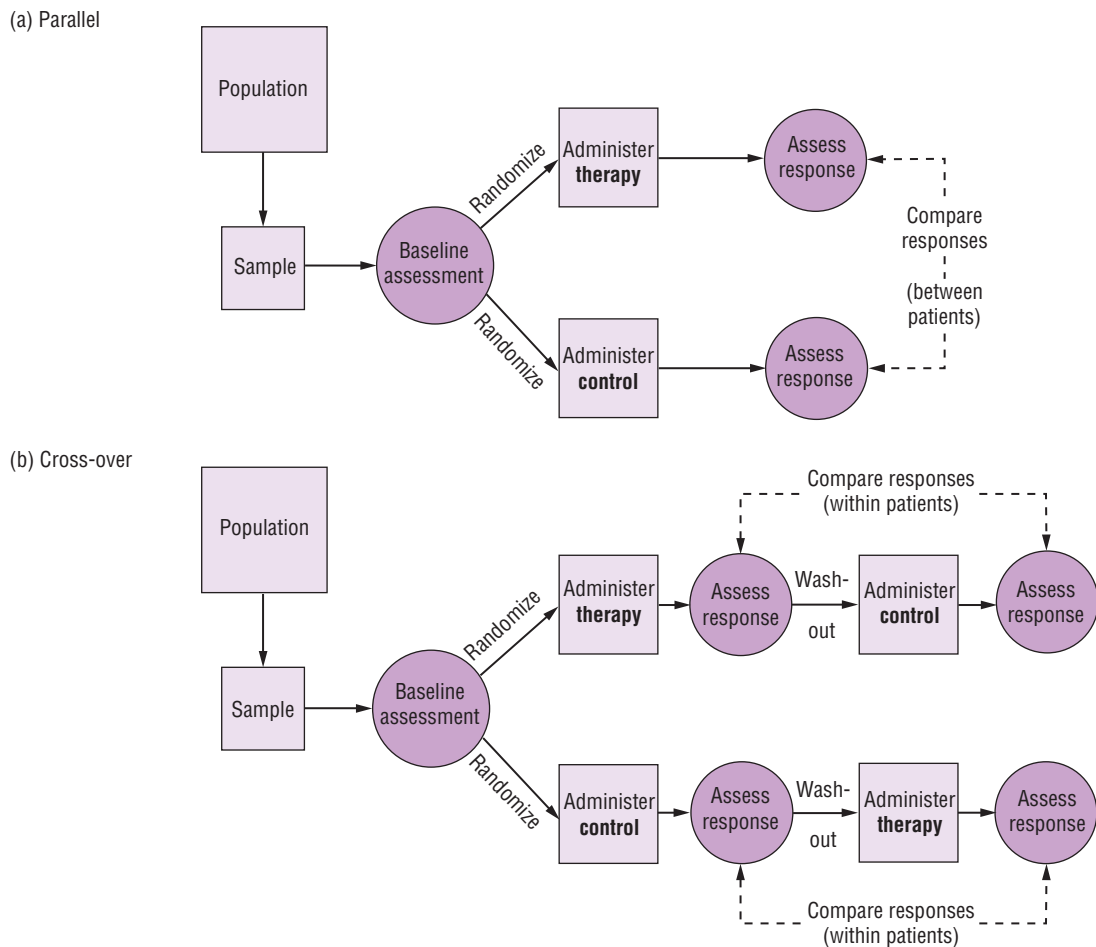 (a) Parallel
Population
Sample
Baseline
assessment
Randomize
Randomize
Administer
therapy
Administer
control
Assess
response
Assess
response
Compare
responses
(between
patients)
(b) Cross-over
Population
Sample
Baseline
assessment
Randomize
Randomize
Compare responses
(within patients)
Administer
therapy
Assess
response
Wash-
out
Administer
control
Assess
response
Administer
control
Assess
response
Wash-
out
Administer
therapy
Assess
response
Compare responses
(within patients)